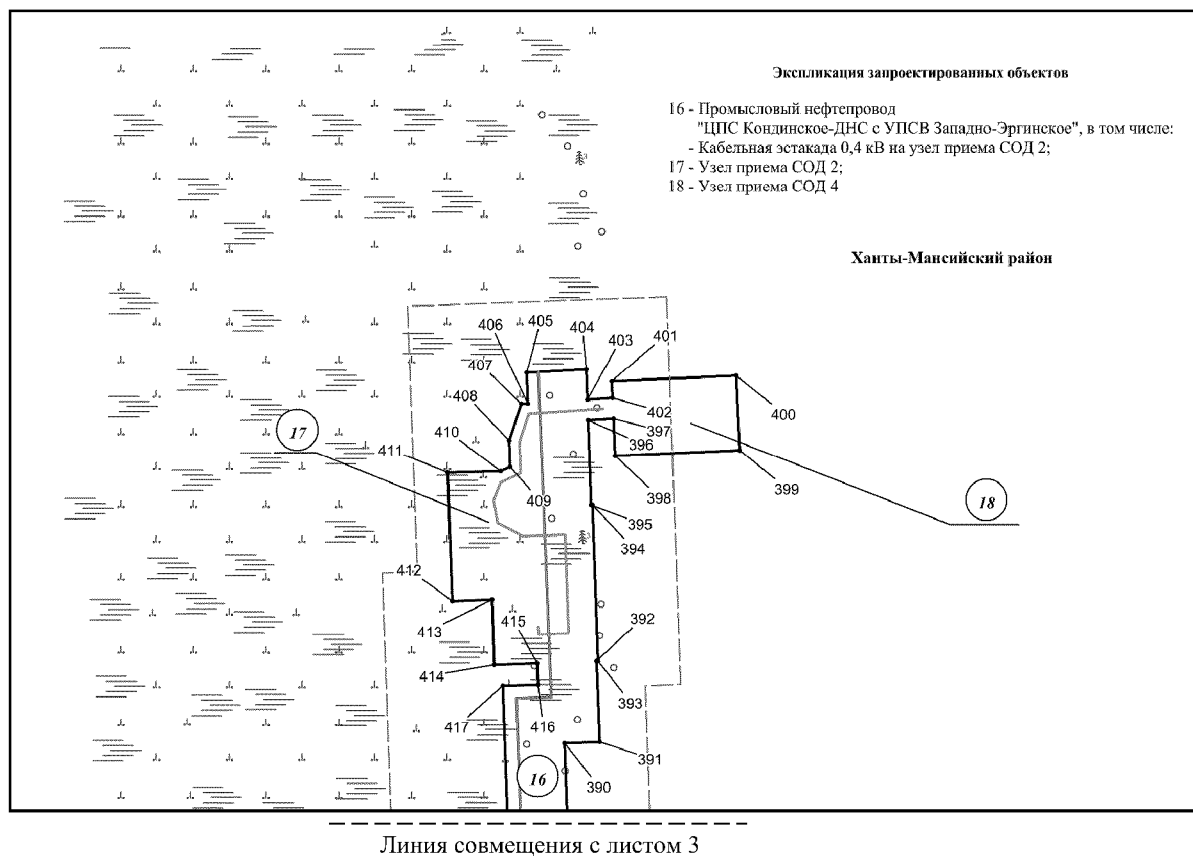 Экспликация запроектированных объектов
16 - Промысловый нефтепровод
"ЦПС Кондинское-ДНС с УПСВ Западно-Эргинское", в том числе:
- Кабельная эстакада 0,4 кВ на узел приема СОД 2;
17 - Узел приема СОД 2;
18 - Узел приема СОД 4
Ханты-Мансийский район
406 405 404 403 401
407
408
402
400
397
396
17
411 410
409
398
399
18
395
394
412
413
415
392
414
393
417
416
391
16
390
Линия совмещения с листом 3